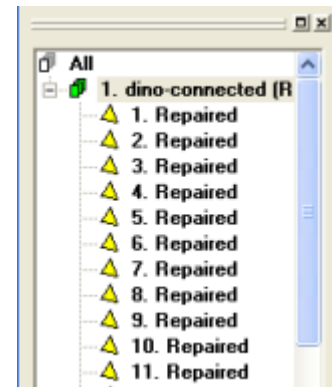 All
1. dino-connected (R
1. Repaired
2. Repaired
3. Repaired
4. Repaired
5. Repaired
6. Repaired
7. Repaired
8. Repaired
9. Repaired
10. Repaired
11. Repaired